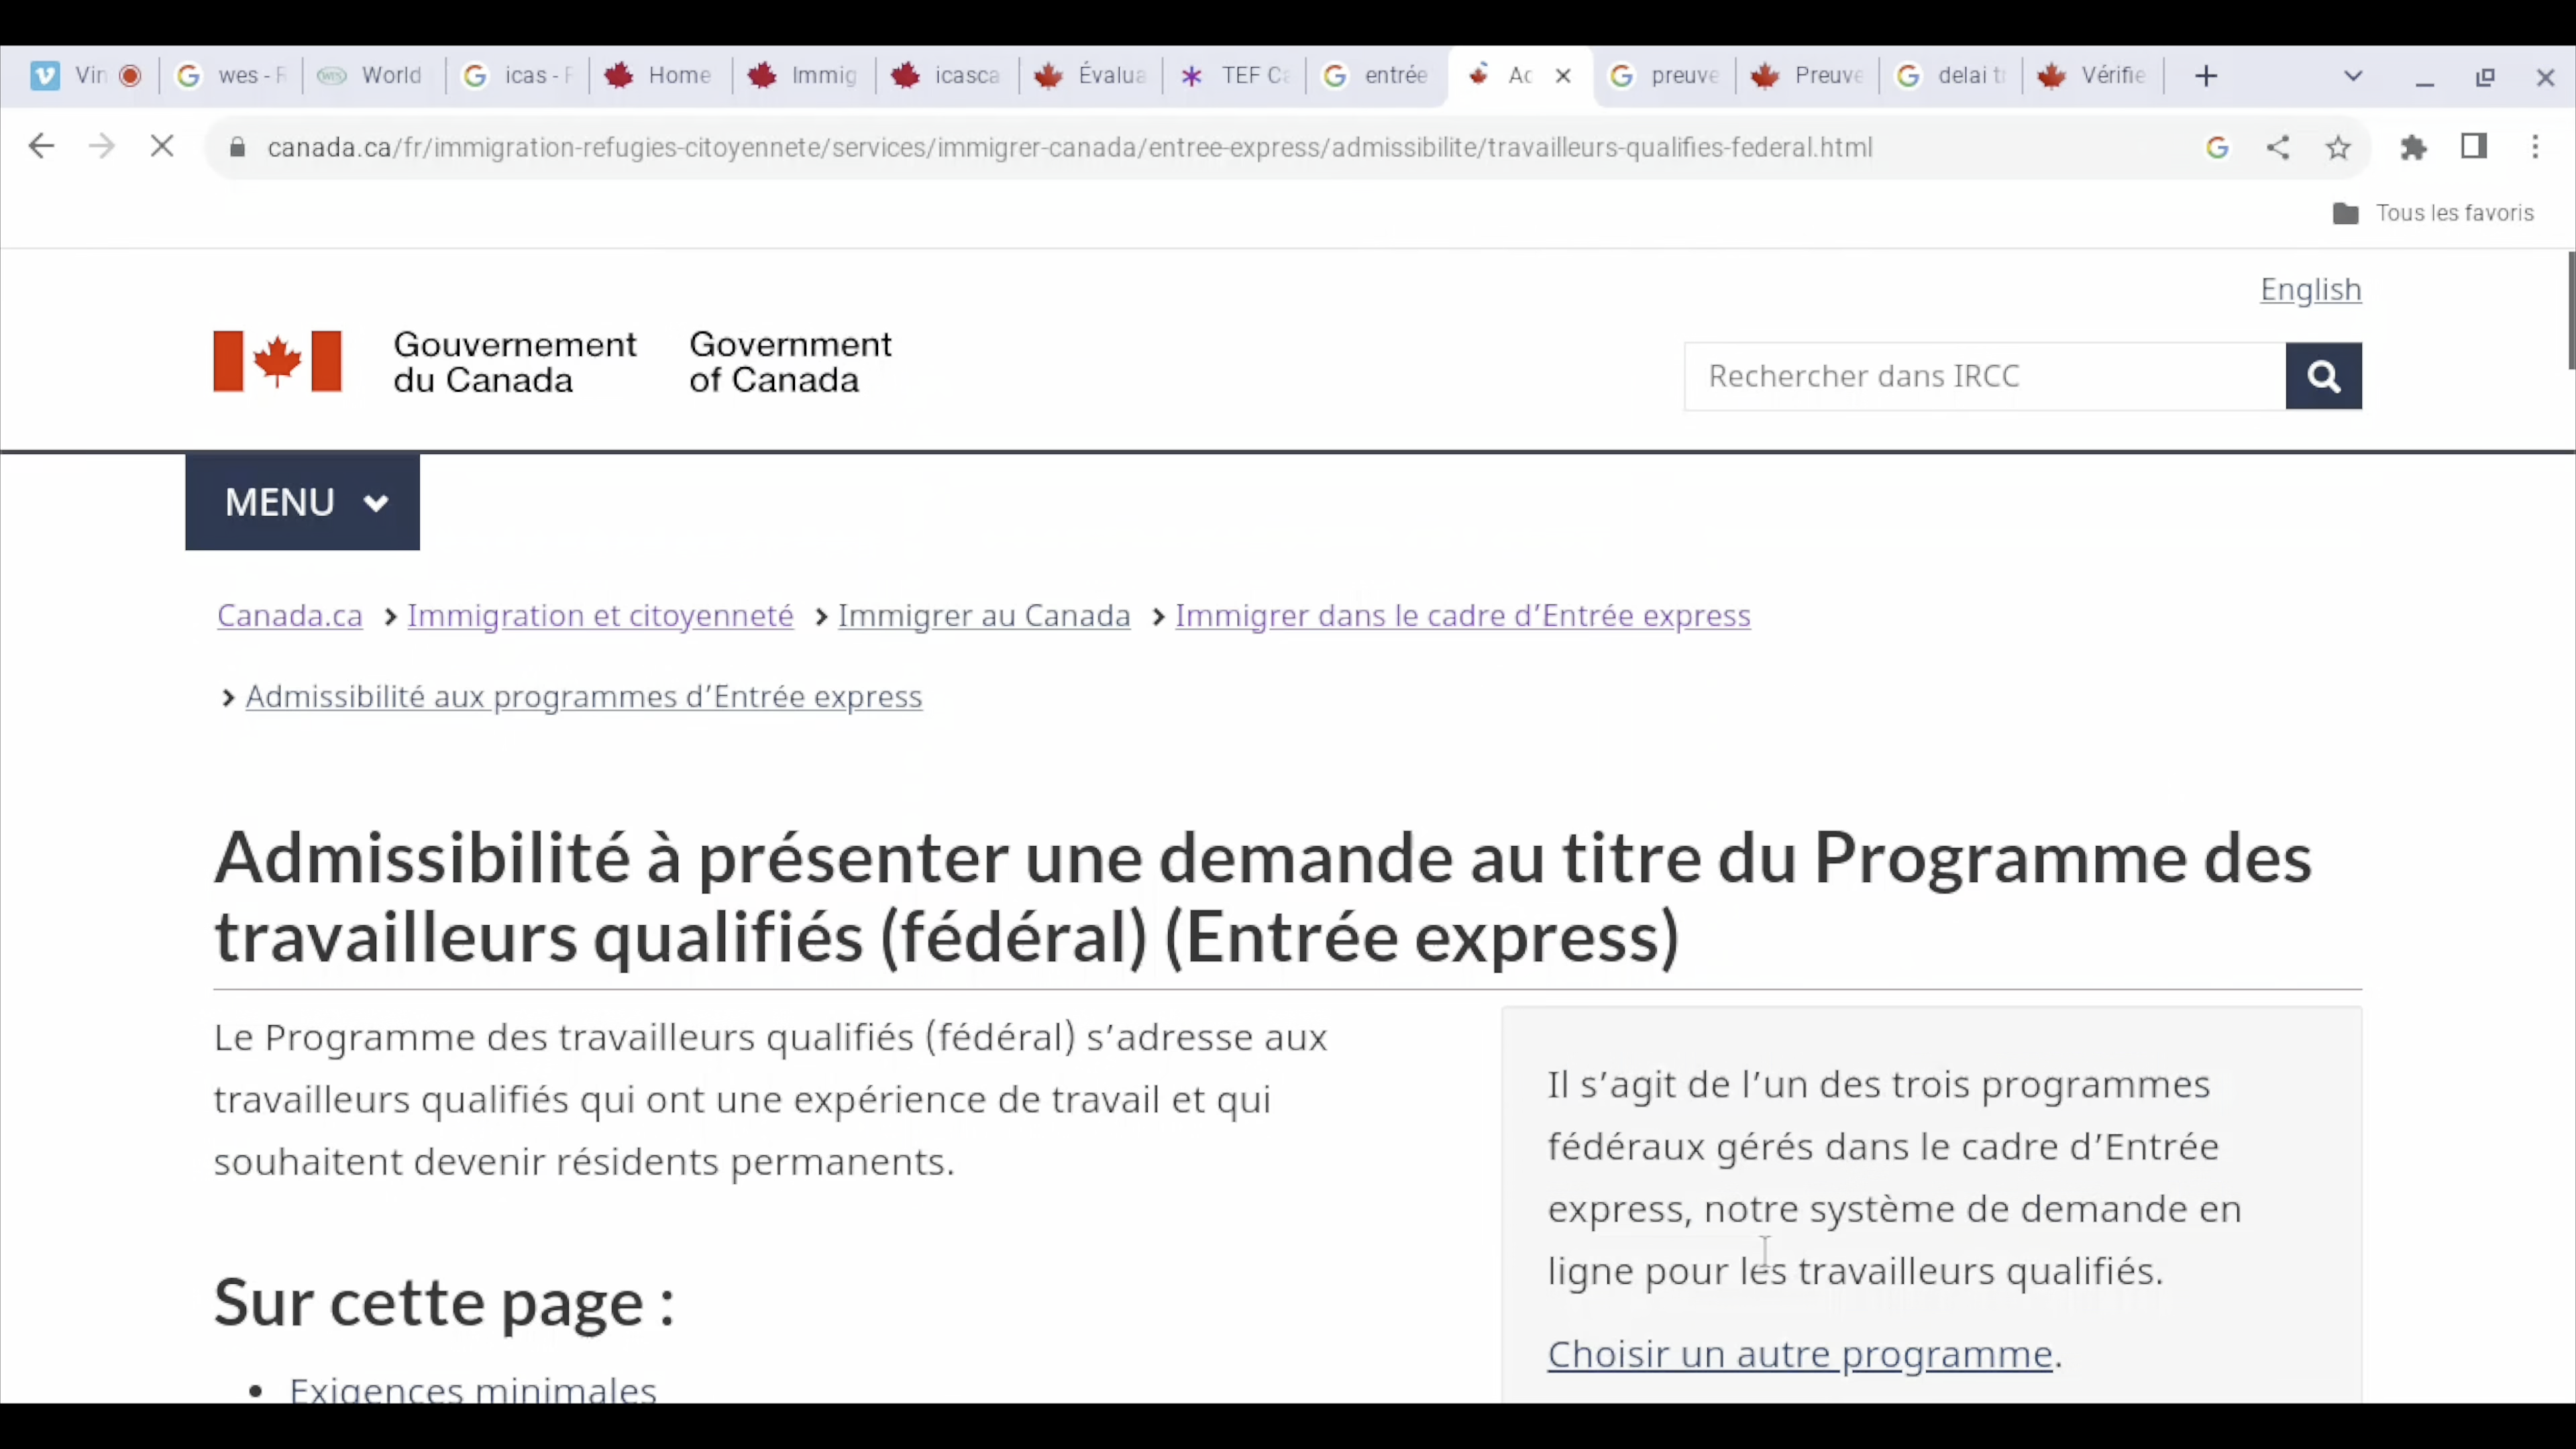 Vin
wes - R
World
icas - R
Home
Immig
icasca
Évalua
TEF Ca
entrée
Ad
preuve
Preuve
delai tr
Vérifie
canada.ca/fr/immigration-refugies-citoyennete/services/immigrer-canada/entree-express/admissibilite/travailleurs-qualifies-federal.html
Tous les favoris
English
Gouvernement Government
du Canada of Canada
Rechercher dans IRCC
MENU
Canada.ca > Immigration et citoyenneté > Immigrer au Canada > Immigrer dans le cadre d’Entrée express
> Admissibilité aux programmes d’Entrée express
Admissibilité à présenter une demande au titre du Programme des
travailleurs qualifiés (fédéral) (Entrée express)
Le Programme des travailleurs qualifiés (fédéral) s’adresse aux
travailleurs qualifiés qui ont une expérience de travail et qui
souhaitent devenir résidents permanents.
Il s’agit de l’un des trois programmes
fédéraux gérés dans le cadre d’Entrée
express, notre système de demande en
ligne pour les travailleurs qualifiés.
Choisir un autre programme.
Sur cette page :
• Exigences minimales